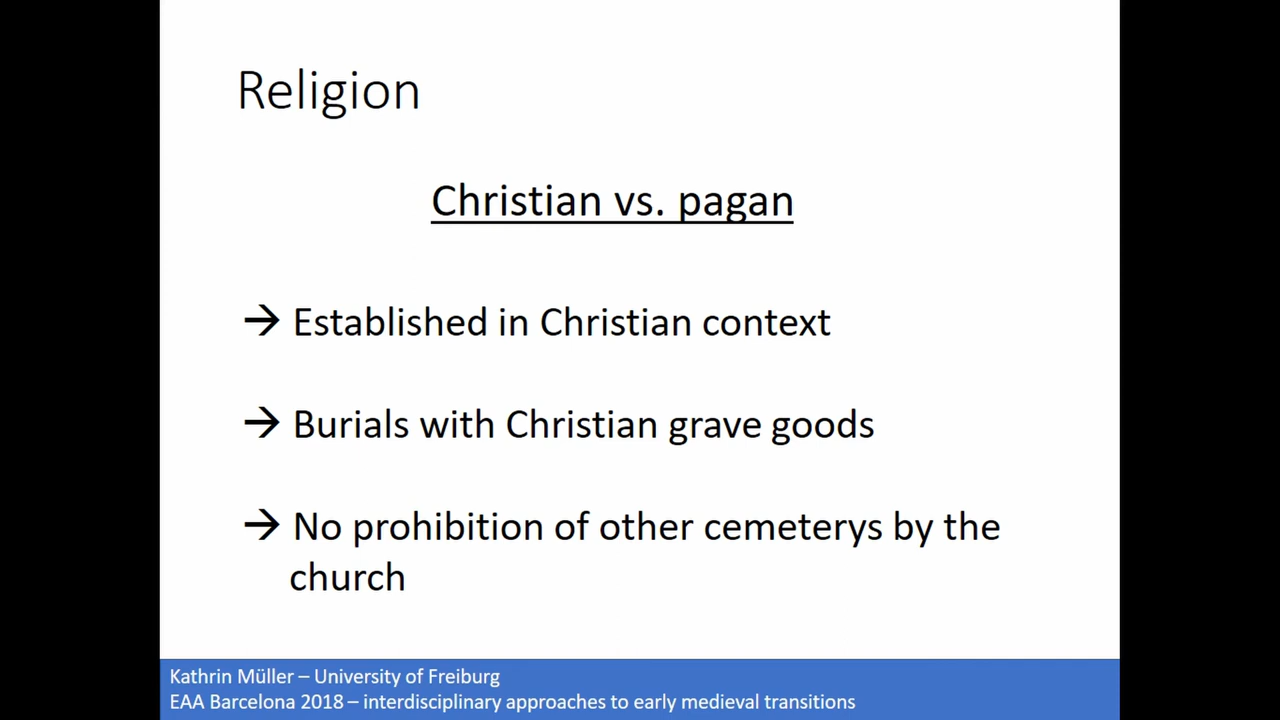 Religion
Christian vs. pagan
→ Established in Christian context
→ Burials with Christian grave goods
→ No prohibition of other cemeterys by the
church
Kathrin Müller – University of Freiburg
EAA Barcelona 2018 – interdisciplinary approaches to early medieval transitions